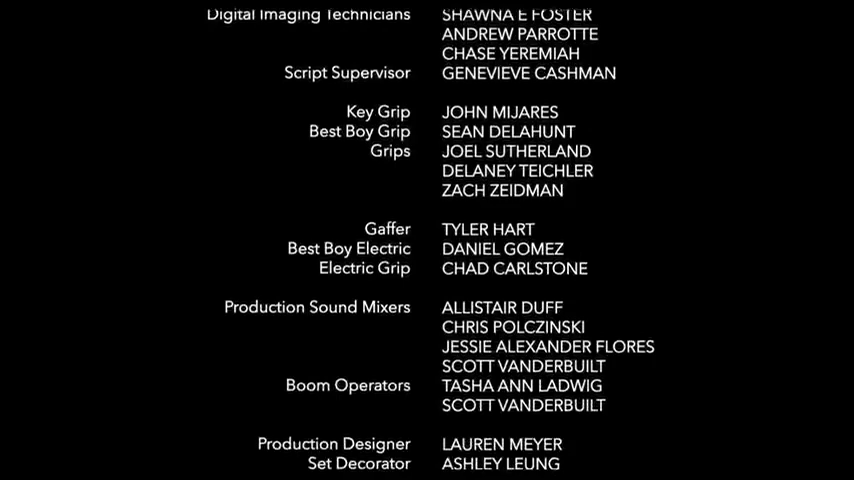 Digital Imaging Technicians SHAWNA E FOSTER
ANDREW PARROTTE
CHASE YEREMIAH
Script Supervisor GENEVIEVE CASHMAN
Key Grip JOHN MIJARES
Best Boy Grip SEAN DELAHUNT
Grips JOEL SUTHERLAND
DELANEY TEICHLER
ZACH ZEIDMAN
Gaffer TYLER HART
Best Boy Electric DANIEL GOMEZ
Electric Grip CHAD CARLSTONE
Production Sound Mixers ALLISTAIR DUFF
CHRIS POLCZINSKI
JESSIE ALEXANDER FLORES
SCOTT VANDERBUILT
Boom Operators TASHA ANN LADWIG
SCOTT VANDERBUILT
Production Designer LAUREN MEYER
Set Decorator ASHLEY LEUNG